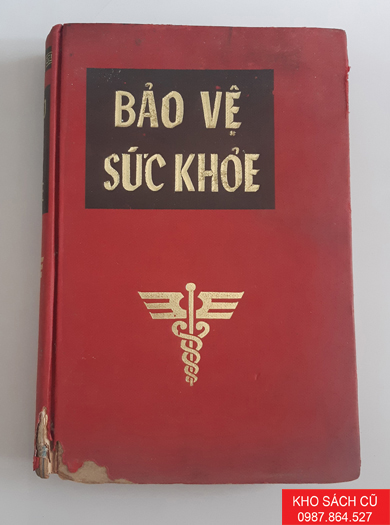 BẢO VỆ
SỨC KHỎE
KHO SÁCH CŨ
0987.864.527